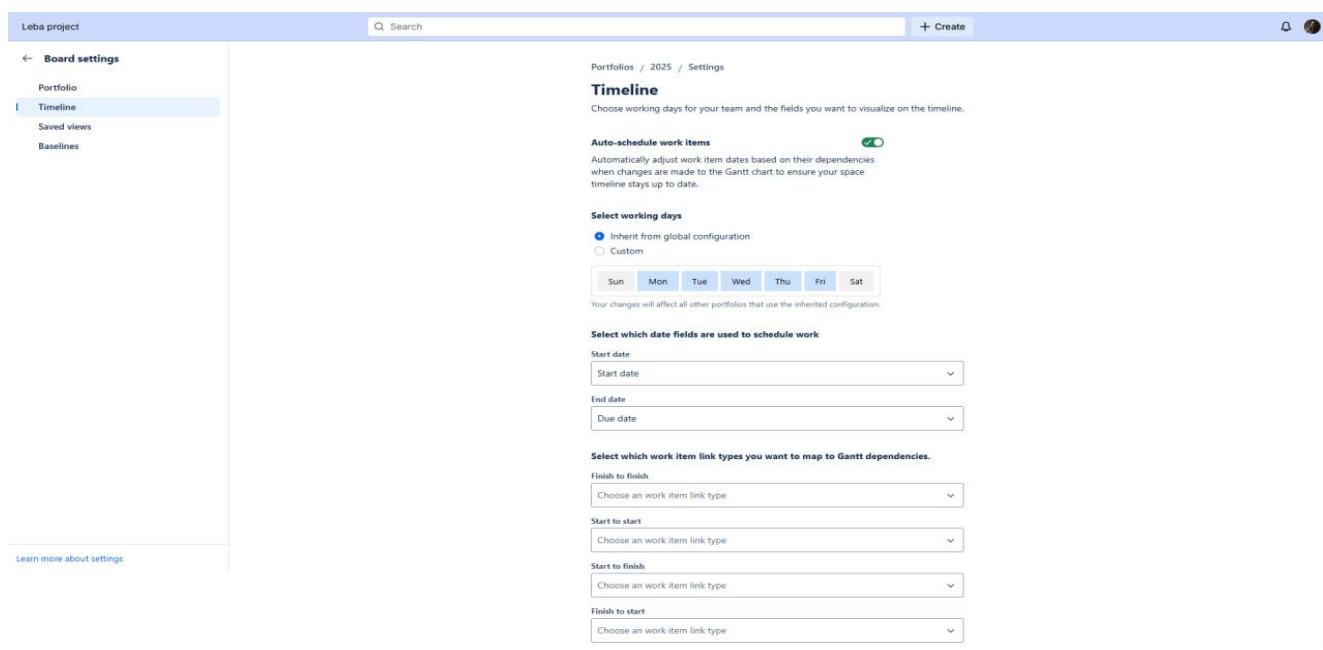 Leba project
Search
+ Create
← Board settings
Portfolio
Timeline
Saved views
Baselines
Learn more about settings
Portfolios / 2025 / Settings
Timeline
Choose working days for your team and the fields you want to visualize on the timeline.
Auto-schedule work items
Automatically adjust work item dates based on their dependencies
when changes are made to the Gantt chart to ensure your space
timeline stays up to date.
Select working days
Inherit from global configuration
Custom
Sun Mon Tue Wed Thu Fri Sat
Your changes will affect all other portfolios that use the inherited configuration.
Select which date fields are used to schedule work
Start date
Start date
End date
Due date
Select which work item link types you want to map to Gantt dependencies.
Finish to finish
Choose an work item link type
Start to start
Choose an work item link type
Start to finish
Choose an work item link type
Finish to start
Choose an work item link type